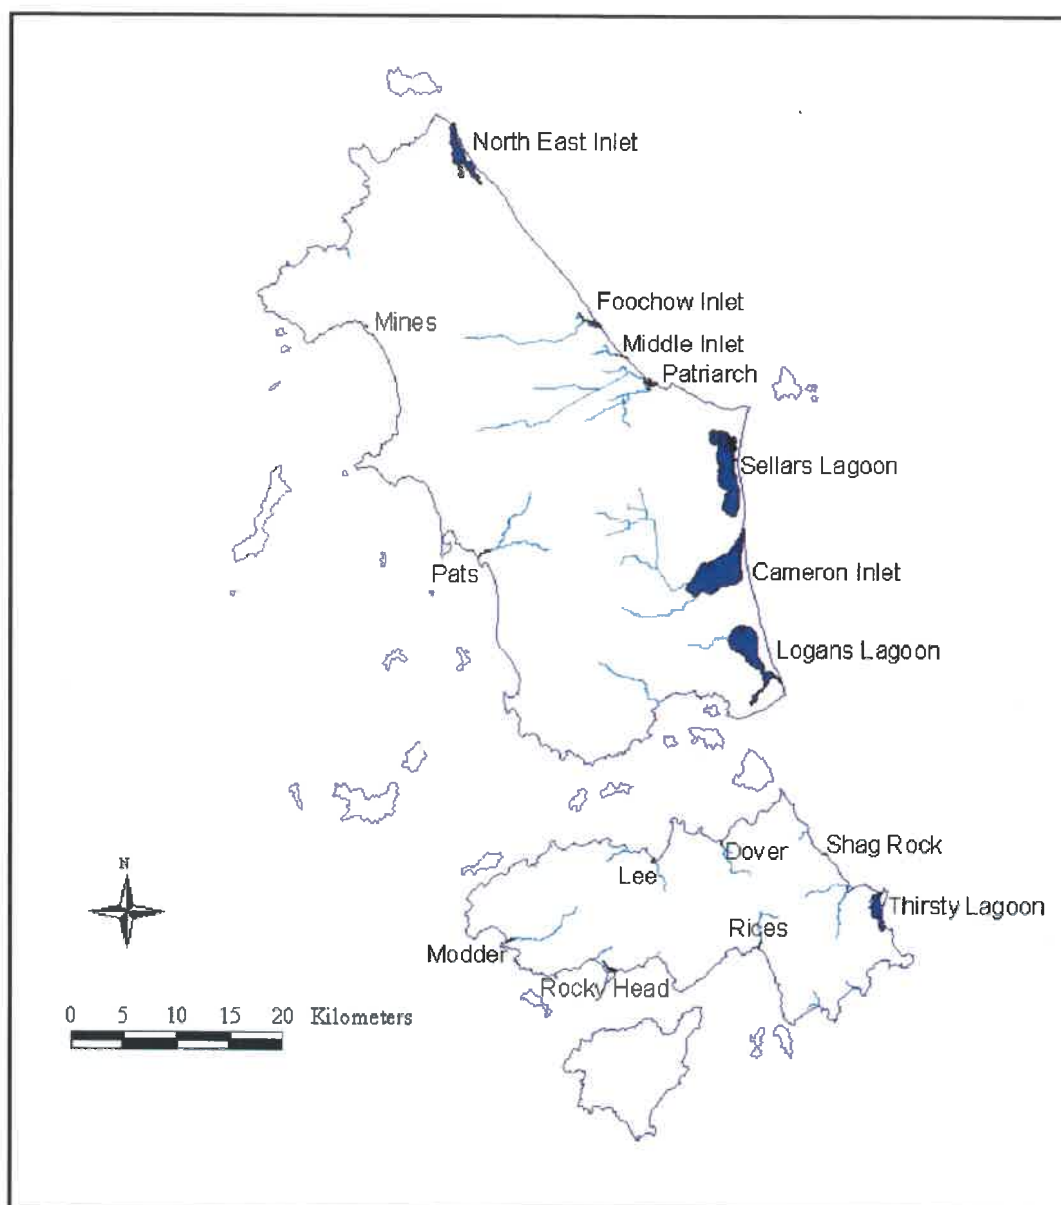 North East Inlet
Foochow Inlet
Mines
Middle Inlet
Patriarch
Sellars Lagoon
Pats
Cameron Inlet
Logans Lagoon
Shag Rock
Dover
Lee
Thirsty Lagoon
Rices
Modder
Rocky Head
N
0 5 10 15 20 Kilometers